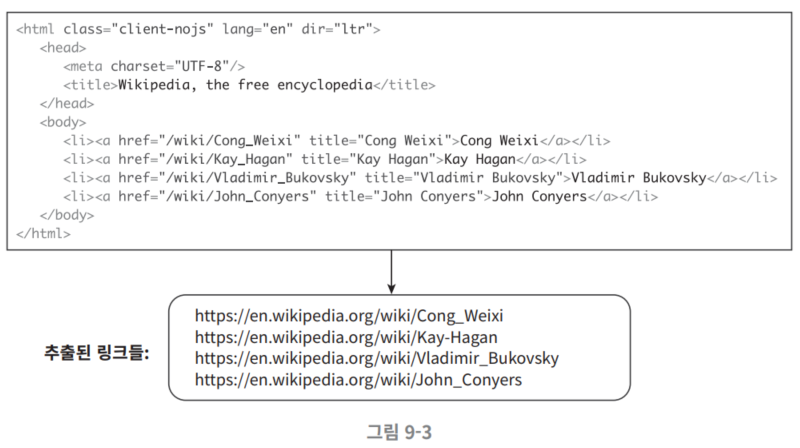 <html class="client-nojs" lang="en" dir="ltr">
<head>
<meta charset="UTF-8"/>
<title>Wikipedia, the free encyclopedia</title>
</head>
<body>
<li><a href="/wiki/Cong_Weixi" title="Cong Weixi">Cong Weixi</a></li>
<li><a href="/wiki/Kay_Hagan" title="Kay Hagan">Kay Hagan</a></li>
<li><a href="/wiki/Vladimir_Bukovsky" title="Vladimir Bukovsky">Vladimir Bukovsky</a></li>
<li><a href="/wiki/John_Conyers" title="John Conyers">John Conyers</a></li>
</body>
</html>
추출된 링크들:
https://en.wikipedia.org/wiki/Cong_Weixi
https://en.wikipedia.org/wiki/Kay-Hagan
https://en.wikipedia.org/wiki/Vladimir_Bukovsky
https://en.wikipedia.org/wiki/John_Conyers
그림 9-3